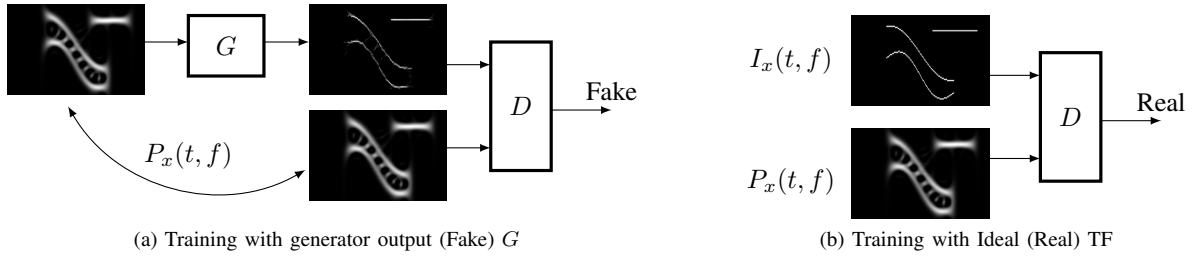 G
D
Fake
P_x(t, f)
(a) Training with generator output (Fake) G
I_x(t, f)
D
Real
P_x(t, f)
(b) Training with Ideal (Real) TF